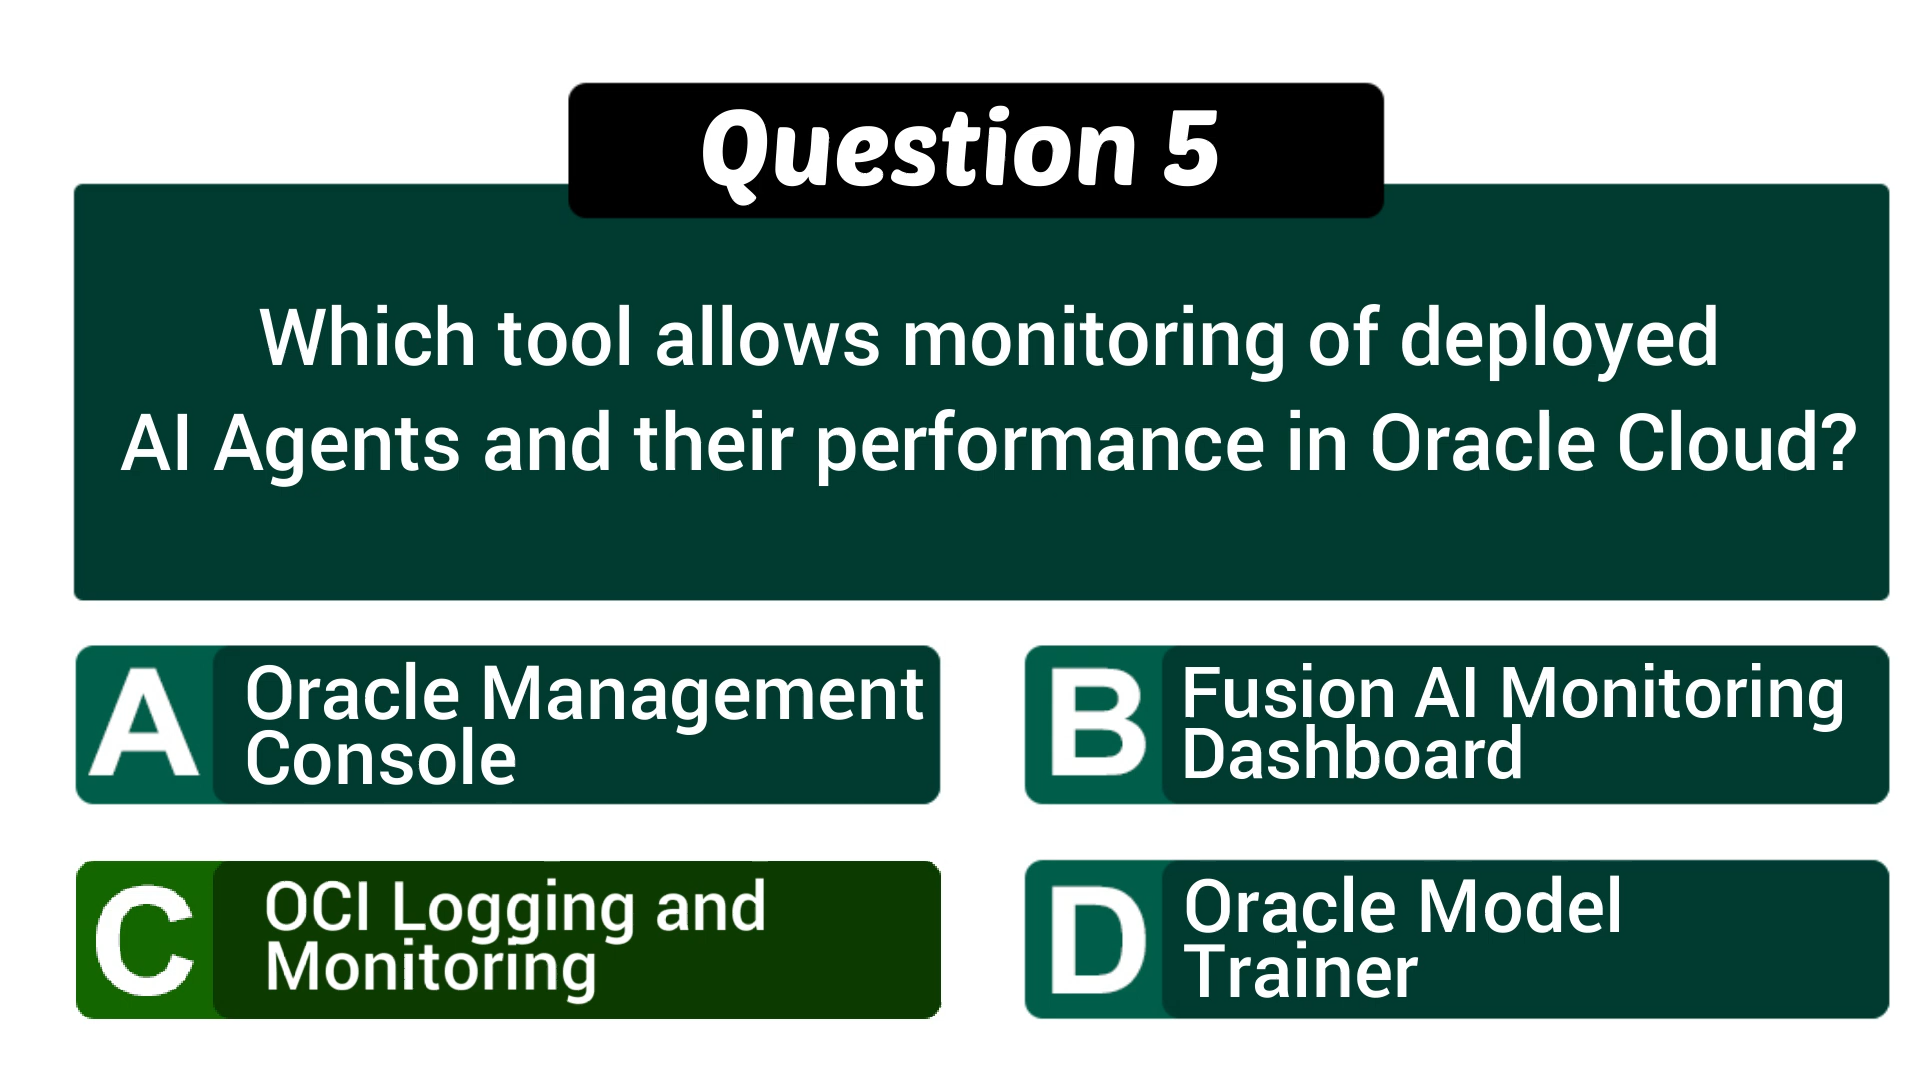 Question 5
Which tool allows monitoring of deployed
AI Agents and their performance in Oracle Cloud?
A
Oracle Management
Console
B
Fusion AI Monitoring
Dashboard
C
OCI Logging and
Monitoring
D
Oracle Model
Trainer